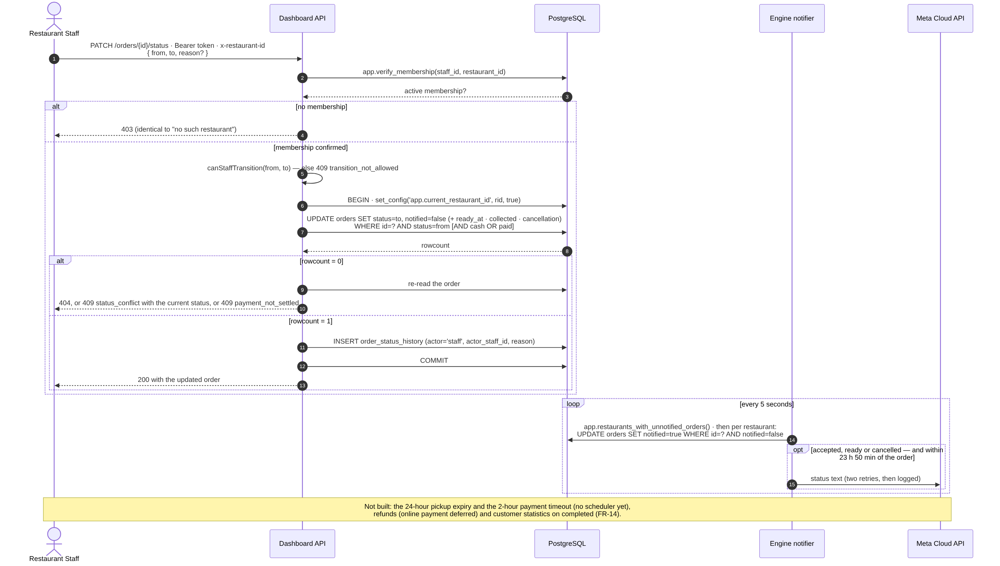 Restaurant Staff
Dashboard API
PostgreSQL
Engine notifier
Meta Cloud API
PATCH /orders/{id}/status · Bearer token · x-restaurant-id
{ from, to, reason? }
1
app.verify_membership(staff_id, restaurant_id)
2
active membership?
3
alt
[no membership]
403 (identical to "no such restaurant")
4
[membership confirmed]
canStaffTransition(from, to) — else 409 transition_not_allowed
5
BEGIN · set_config('app.current_restaurant_id', rid, true)
6
UPDATE orders SET status=to, notified=false (+ ready_at · collected · cancellation)
WHERE id=? AND status=from [AND cash OR paid]
7
rowcount
8
alt
[rowcount = 0]
re-read the order
9
404, or 409 status_conflict with the current status, or 409 payment_not_settled
10
[rowcount = 1]
INSERT order_status_history (actor='staff', actor_staff_id, reason)
11
COMMIT
12
200 with the updated order
13
loop
[every 5 seconds]
app.restaurants_with_unnotified_orders() · then per restaurant:
UPDATE orders SET notified=true WHERE id=? AND notified=false
14
opt
[accepted, ready or cancelled — and within
23 h 50 min of the order]
status text (two retries, then logged)
15
Not built: the 24-hour pickup expiry and the 2-hour payment timeout (no scheduler yet),
refunds (online payment deferred) and customer statistics on completed (FR-14).
Restaurant Staff
Dashboard API
PostgreSQL
Engine notifier
Meta Cloud API